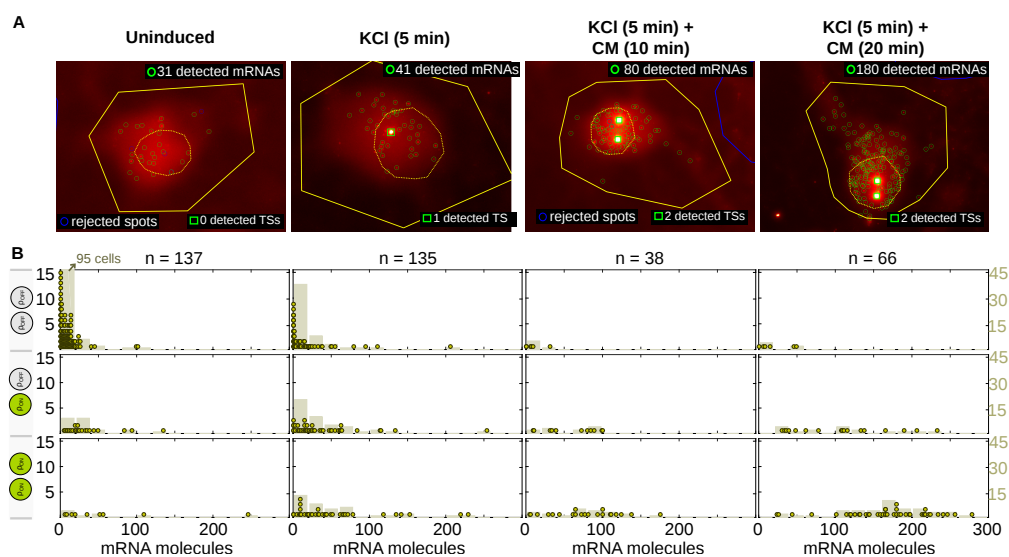 A
Uninduced
KCl (5 min)
KCl (5 min) +
CM (10 min)
KCl (5 min) +
CM (20 min)
31 detected mRNAs
41 detected mRNAs
80 detected mRNAs
180 detected mRNAs
rejected spots
0 detected TSs
1 detected TS
rejected spots
2 detected TSs
2 detected TSs
B
95 cells
n = 137
n = 135
n = 38
n = 66
15
10
5
ρOFF
ρOFF
45
30
15
15
10
5
ρOFF
ρON
45
30
15
15
10
5
ρON
ρON
45
30
15
0 100 200
0 100 200
0 100 200
0 100 200 300
mRNA molecules
mRNA molecules
mRNA molecules
mRNA molecules